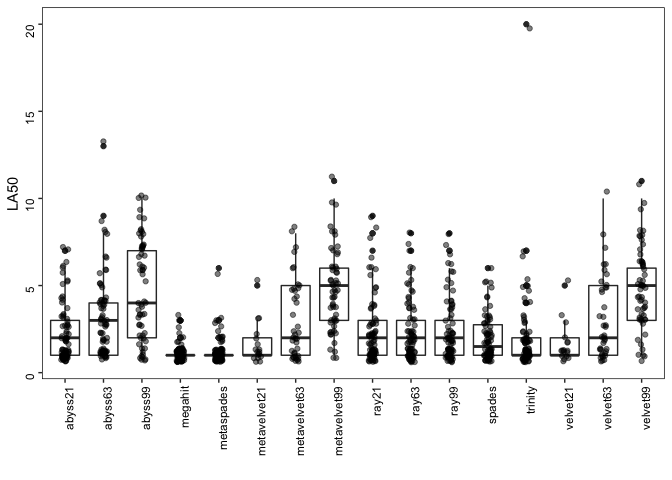 LA50
20
15
10
5
0
abyss21
abyss63
abyss99
megahit
metaspades
metavelvet21
metavelvet63
metavelvet99
ray21
ray63
ray99
spades
trinity
velvet21
velvet63
velvet99